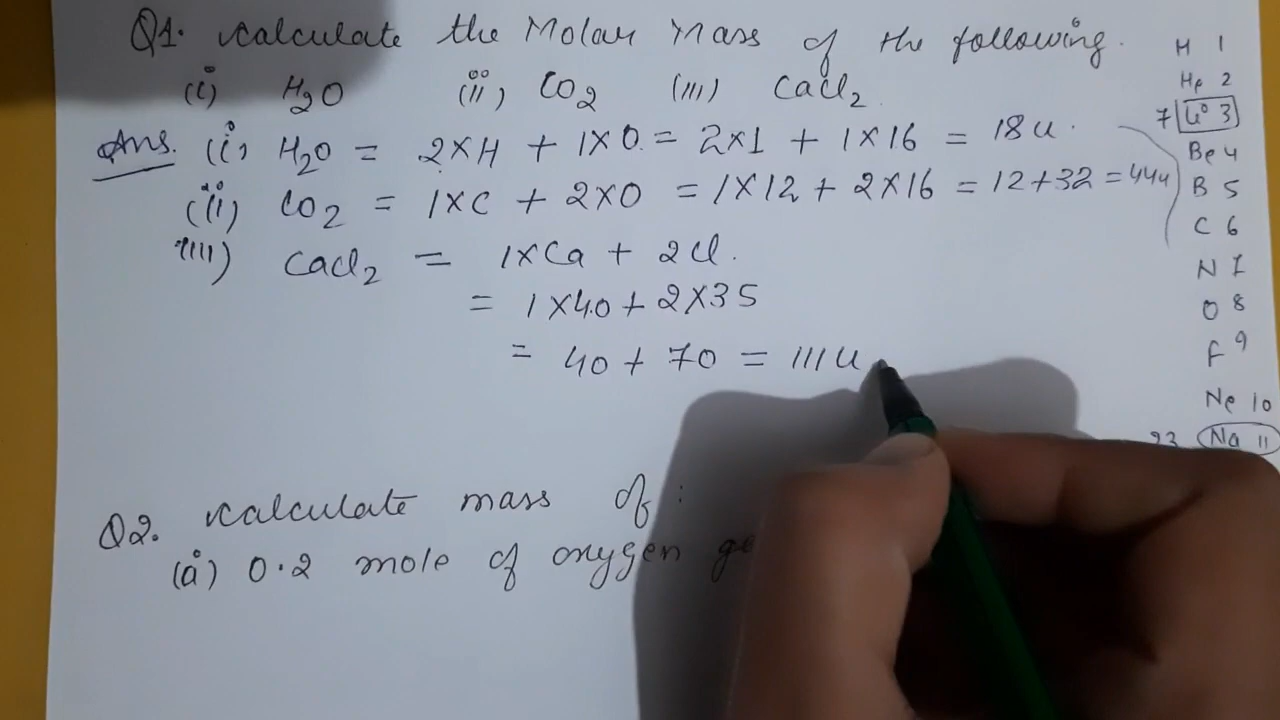 Q1. Calculate the Molar Mass of the following.
(i) H2O (ii) CO2 (III) CaCl2
Ans. (i) H2O = 2×H + 1×O = 2×1 + 1×16 = 18u.
(ii) CO2 = 1×C + 2×O = 1×12 + 2×16 = 12+32 = 44u
(III) CaCl2 = 1×Ca + 2Cl.
= 1×40 + 2×35
= 40 + 70 = 111u
Q2. Calculate mass of :
(a) 0.2 mole of oxygen
H 1
He 2
7 Li 3
Be 4
B 5
C 6
N 7
O 8
F 9
Ne 10
23 Na 11